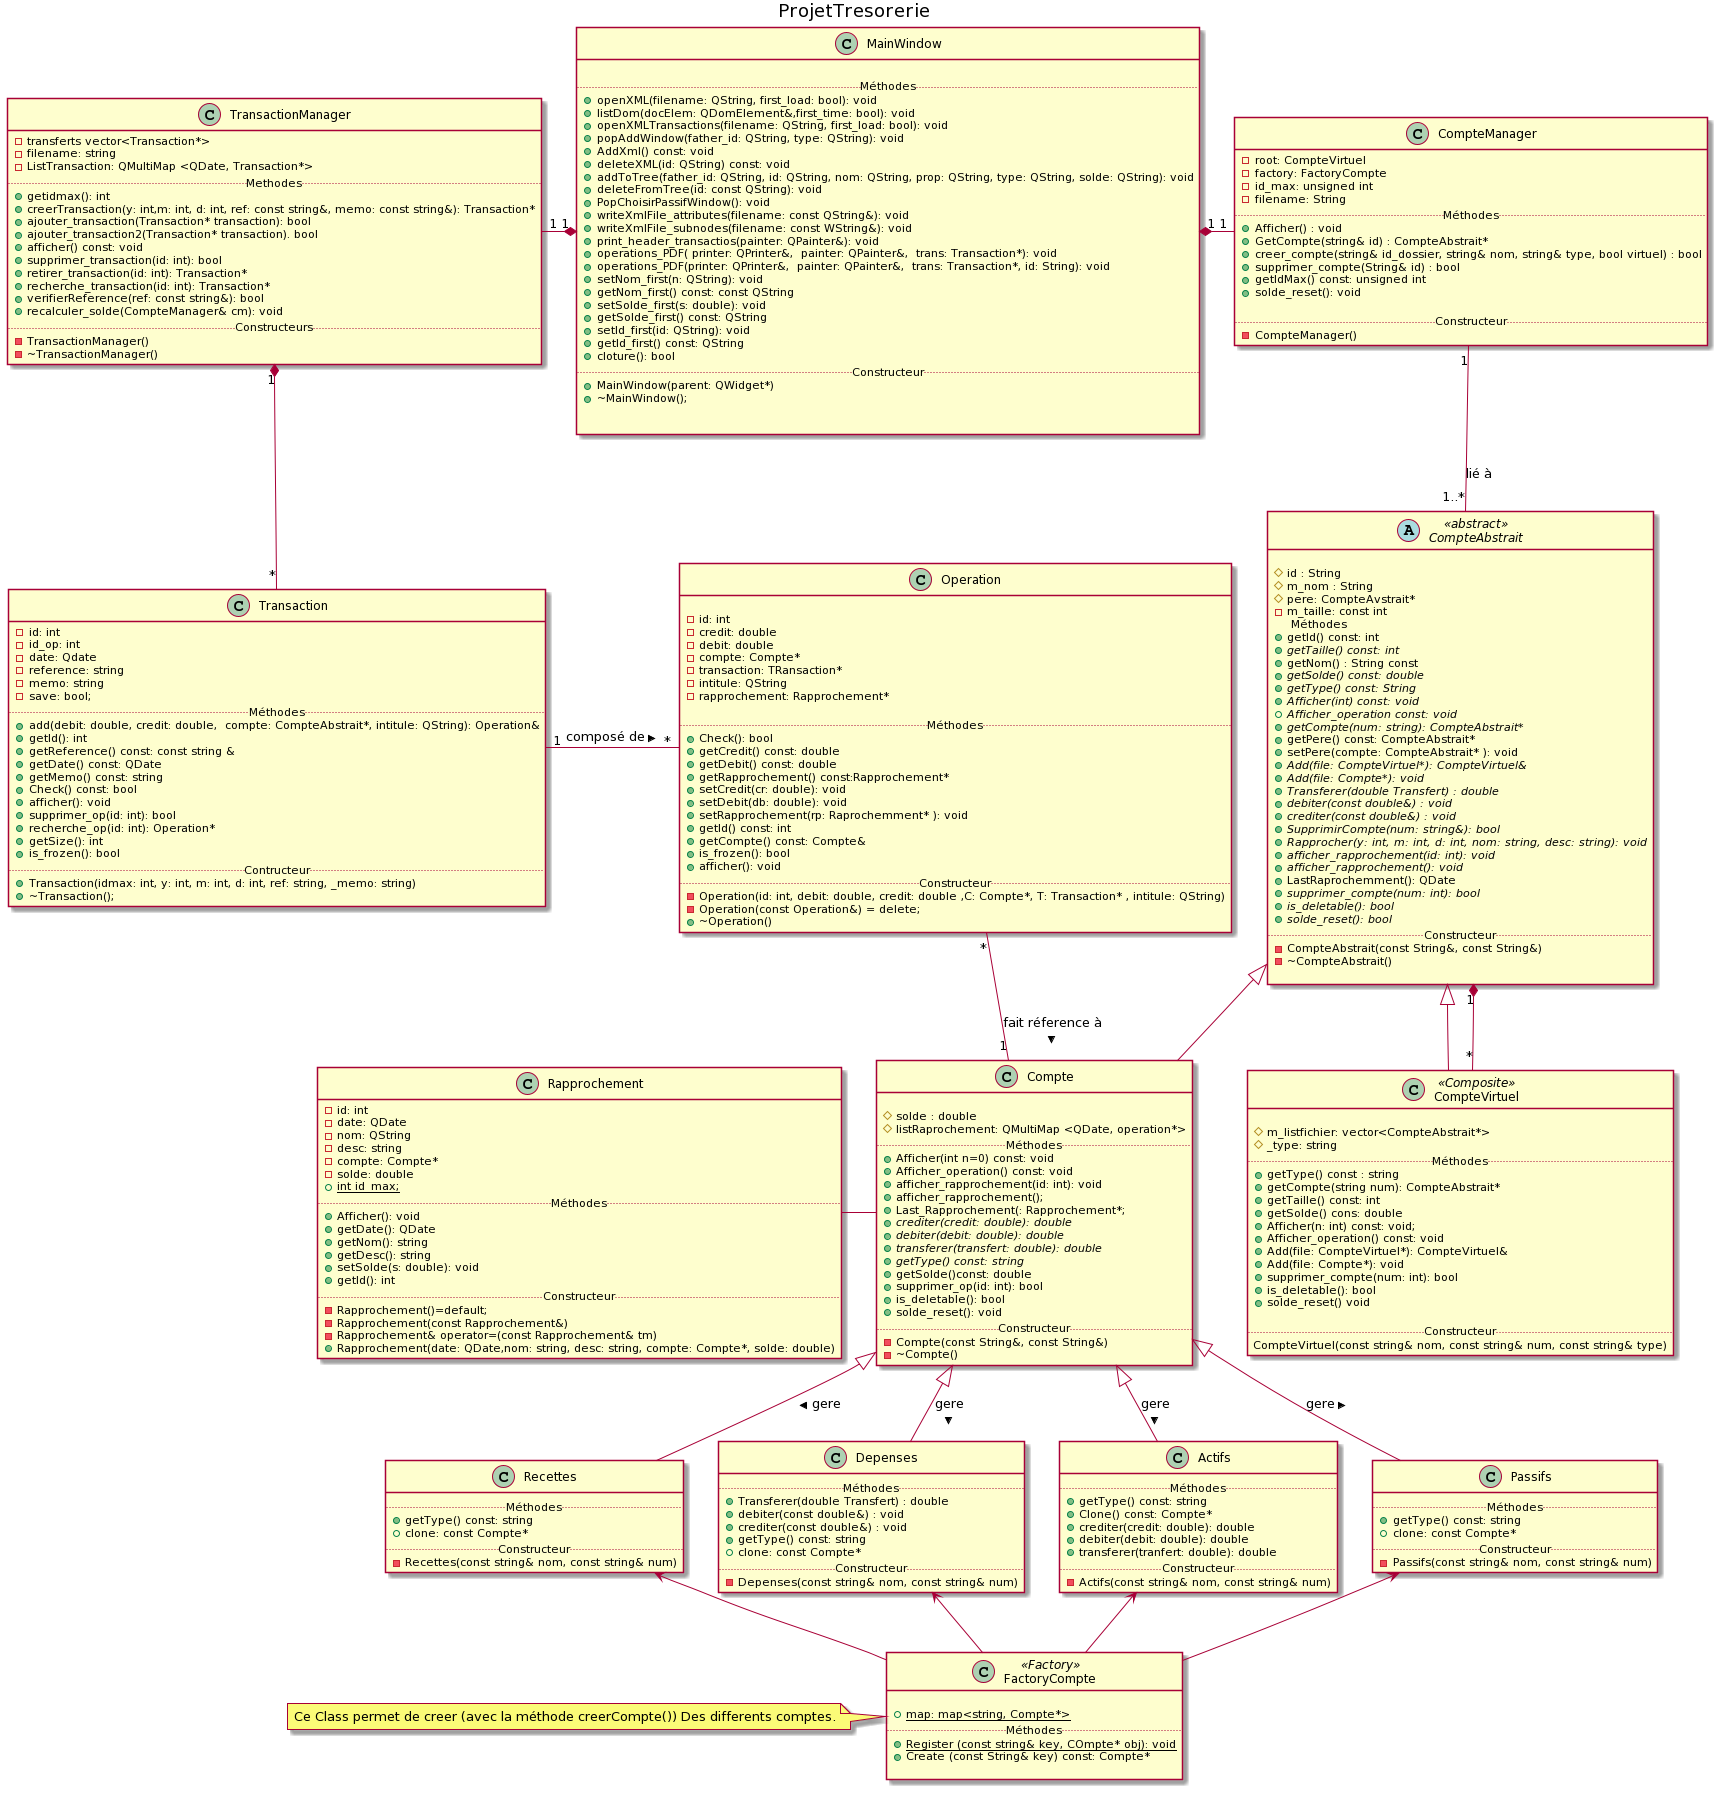 ProjetTresorerie
MainWindow
Méthodes
openXML(filename: QString, first_load: bool): void
listDom(docElem: QDomElement&,first_time: bool): void
openXMLTransactions(filename: QString, first_load: bool): void
popAddWindow(father_id: QString, type: QString): void
AddXml() const: void
deleteXML(id: QString) const: void
addToTree(father_id: QString, id: QString, nom: QString, prop: QString, type: QString, solde: QString): void
deleteFromTree(id: const QString): void
PopChoisirPassifWindow(): void
writeXmlFile_attributes(filename: const QString&): void
writeXmlFile_subnodes(filename: const WString&): void
print_header_transactios(painter: QPainter&): void
operations_PDF( printer: QPrinter&,  painter: QPainter&,  trans: Transaction*): void
operations_PDF(printer: QPrinter&,  painter: QPainter&,  trans: Transaction*, id: String): void
setNom_first(n: QString): void
getNom_first() const: const QString
setSolde_first(s: double): void
getSolde_first() const: QString
setId_first(id: QString): void
getId_first() const: QString
cloture(): bool
Constructeur
MainWindow(parent: QWidget*)
~MainWindow();
TransactionManager
transferts vector<Transaction*>
filename: string
ListTransaction: QMultiMap <QDate, Transaction*>
Methodes
getidmax(): int
creerTransaction(y: int,m: int, d: int, ref: const string&, memo: const string&): Transaction*
ajouter_transaction(Transaction* transaction): bool
ajouter_transaction2(Transaction* transaction). bool
afficher() const: void
supprimer_transaction(id: int): bool
retirer_transaction(id: int): Transaction*
recherche_transaction(id: int): Transaction*
verifierReference(ref: const string&): bool
recalculer_solde(CompteManager& cm): void
Constructeurs
TransactionManager()
~TransactionManager()
1 1
1 1
CompteManager
root: CompteVirtuel
factory: FactoryCompte
id_max: unsigned int
filename: String
Méthodes
Afficher() : void
GetCompte(string& id) : CompteAbstrait*
creer_compte(string& id_dossier, string& nom, string& type, bool virtuel) : bool
supprimer_compte(String& id) : bool
getIdMax() const: unsigned int
solde_reset(): void
Constructeur
CompteManager()
1
*
1
lié à
1..*
Transaction
id: int
id_op: int
date: Qdate
reference: string
memo: string
save: bool;
Méthodes
add(debit: double, credit: double,  compte: CompteAbstrait*, intitule: QString): Operation&
getId(): int
getReference() const: const string &
getDate() const: QDate
getMemo() const: string
Check() const: bool
afficher(): void
supprimer_op(id: int): bool
recherche_op(id: int): Operation*
getSize(): int
is_frozen(): bool
Contructeur
Transaction(idmax: int, y: int, m: int, d: int, ref: string, _memo: string)
~Transaction();
1 composé de ▶ *
Operation
id: int
credit: double
debit: double
compte: Compte*
transaction: TRansaction*
intitule: QString
rapprochement: Rapprochement*
Méthodes
Check(): bool
getCredit() const: double
getDebit() const: double
getRapprochement() const:Rapprochement*
setCredit(cr: double): void
setDebit(db: double): void
setRapprochement(rp: Raprochemment* ): void
getId() const: int
getCompte() const: Compte&
is_frozen(): bool
afficher(): void
Constructeur
Operation(id: int, debit: double, credit: double ,C: Compte*, T: Transaction* , intitule: QString)
Operation(const Operation&) = delete;
~Operation()
«abstract»
CompteAbstrait
id : String
m_nom : String
pere: CompteAvstrait*
m_taille: const int
Méthodes
getId() const: int
getTaille() const: int
getNom() : String const
getSolde() const: double
getType() const: String
Afficher(int) const: void
Afficher_operation const: void
getCompte(num: string): CompteAbstrait*
getPere() const: CompteAbstrait*
setPere(compte: CompteAbstrait* ): void
Add(file: CompteVirtuel*): CompteVirtuel&
Add(file: Compte*): void
Transferer(double Transfert) : double
debiter(const double&) : void
crediter(const double&) : void
SupprimirCompte(num: string&): bool
Rapprocher(y: int, m: int, d: int, nom: string, desc: string): void
afficher_rapprochement(id: int): void
afficher_rapprochement(): void
LastRaprochemment(): QDate
supprimer_compte(num: int): bool
is_deletable(): bool
solde_reset(): bool
Constructeur
CompteAbstrait(const String&, const String&)
~CompteAbstrait()
*
fait réference à
▼
1
1
*
Rapprochement
id: int
date: QDate
nom: QString
desc: string
compte: Compte*
solde: double
int id_max;
Méthodes
Afficher(): void
getDate(): QDate
getNom(): string
getDesc(): string
setSolde(s: double): void
getId(): int
Constructeur
Rapprochement()=default;
Rapprochement(const Rapprochement&)
Rapprochement& operator=(const Rapprochement& tm)
Rapprochement(date: QDate,nom: string, desc: string, compte: Compte*, solde: double)
Compte
solde : double
listRaprochement: QMultiMap <QDate, operation*>
Méthodes
Afficher(int n=0) const: void
Afficher_operation() const: void
afficher_rapprochement(id: int): void
afficher_rapprochement();
Last_Rapprochement(: Rapprochement*;
crediter(credit: double): double
debiter(debit: double): double
transferer(transfert: double): double
getType() const: string
getSolde()const: double
supprimer_op(id: int): bool
is_deletable(): bool
solde_reset(): void
Constructeur
Compte(const String&, const String&)
~Compte()
«Composite»
CompteVirtuel
m_listfichier: vector<CompteAbstrait*>
_type: string
Méthodes
getType() const : string
getCompte(string num): CompteAbstrait*
getTaille() const: int
getSolde() cons: double
Afficher(n: int) const: void;
Afficher_operation() const: void
Add(file: CompteVirtuel*): CompteVirtuel&
Add(file: Compte*): void
supprimer_compte(num: int): bool
is_deletable(): bool
solde_reset() void
Constructeur
CompteVirtuel(const string& nom, const string& num, const string& type)
◀ gere
gere
▼
gere
▼
gere ▶
Recettes
Méthodes
getType() const: string
clone: const Compte*
Constructeur
Recettes(const string& nom, const string& num)
Depenses
Méthodes
Transferer(double Transfert) : double
debiter(const double&) : void
crediter(const double&) : void
getType() const: string
clone: const Compte*
Constructeur
Depenses(const string& nom, const string& num)
Actifs
Méthodes
getType() const: string
Clone() const: Compte*
crediter(credit: double): double
debiter(debit: double): double
transferer(tranfert: double): double
Constructeur
Actifs(const string& nom, const string& num)
Passifs
Méthodes
getType() const: string
clone: const Compte*
Constructeur
Passifs(const string& nom, const string& num)
«Factory»
FactoryCompte
map: map<string, Compte*>
Méthodes
Register (const string& key, COmpte* obj): void
Create (const String& key) const: Compte*
Ce Class permet de creer (avec la méthode creerCompte()) Des differents comptes.